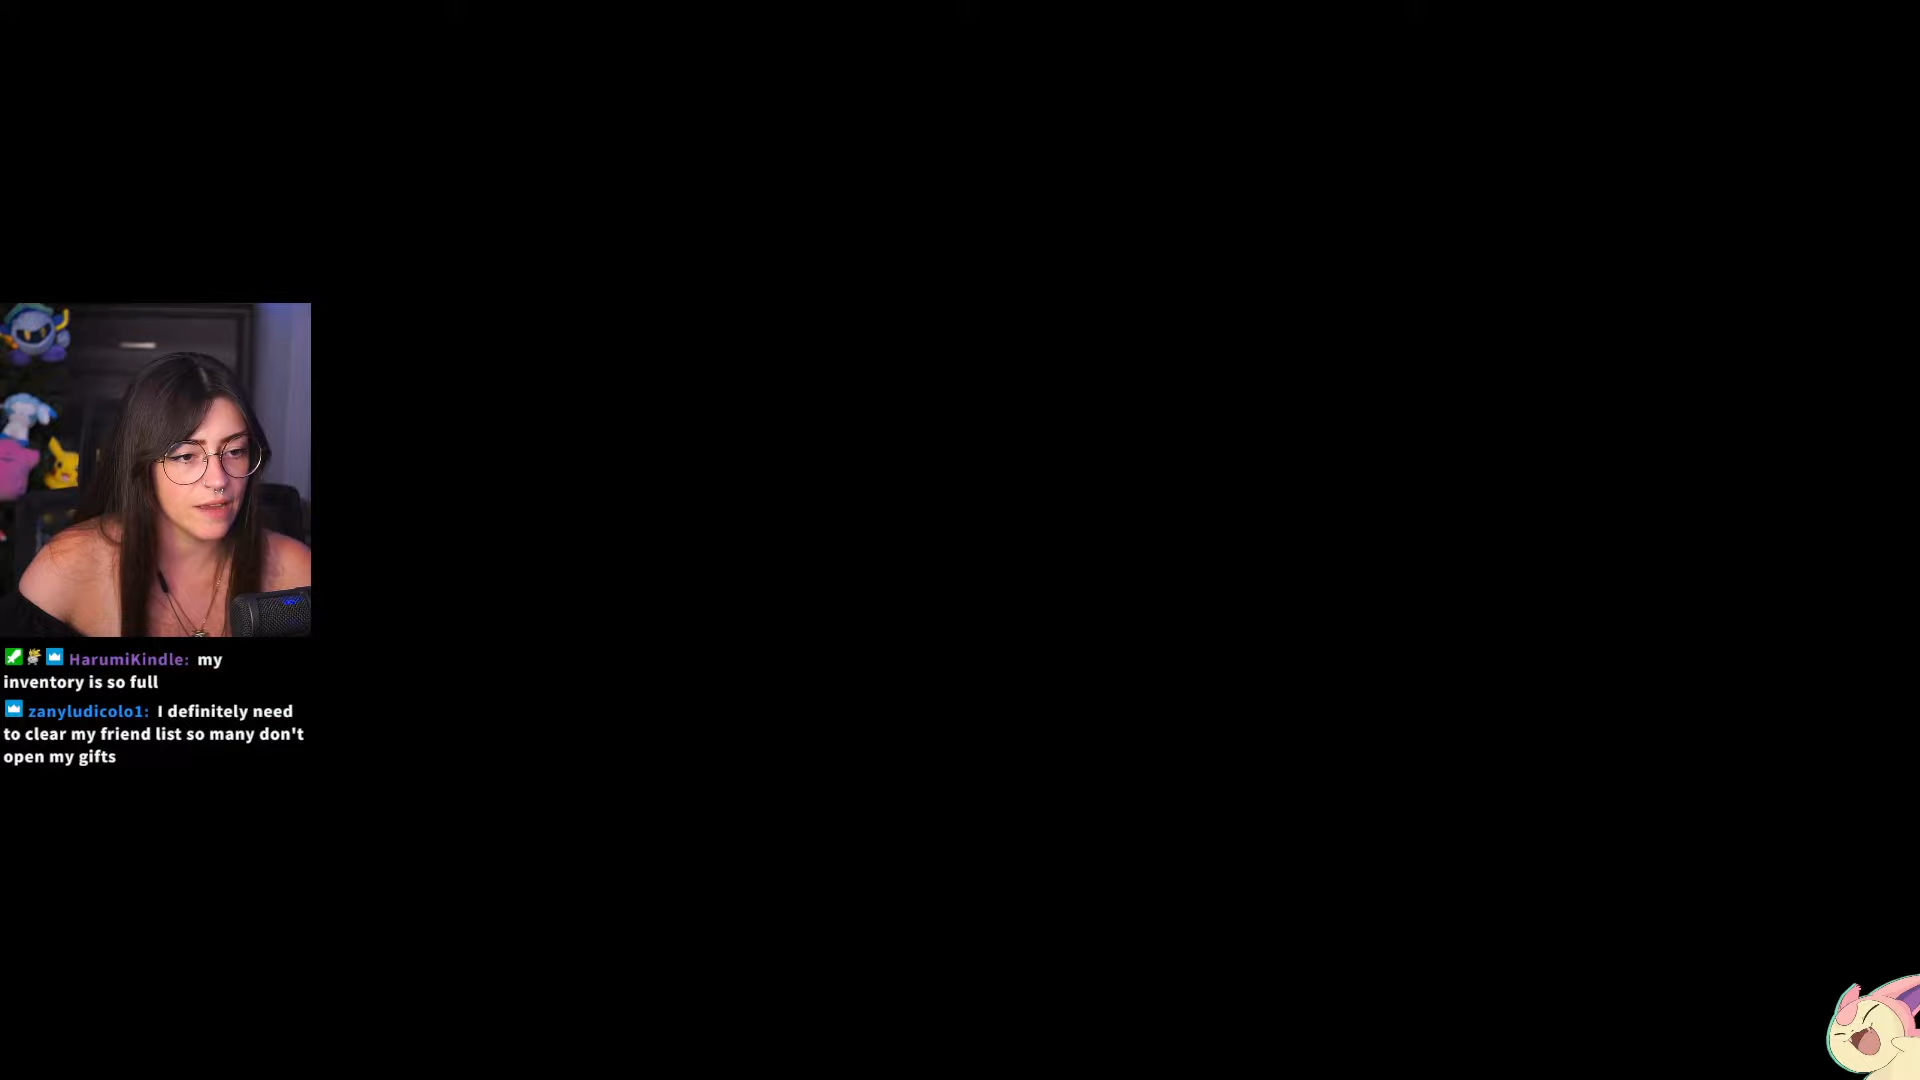 HarumiKindle: my
inventory is so full
zanyludicolo1: I definitely need
to clear my friend list so many don't
open my gifts